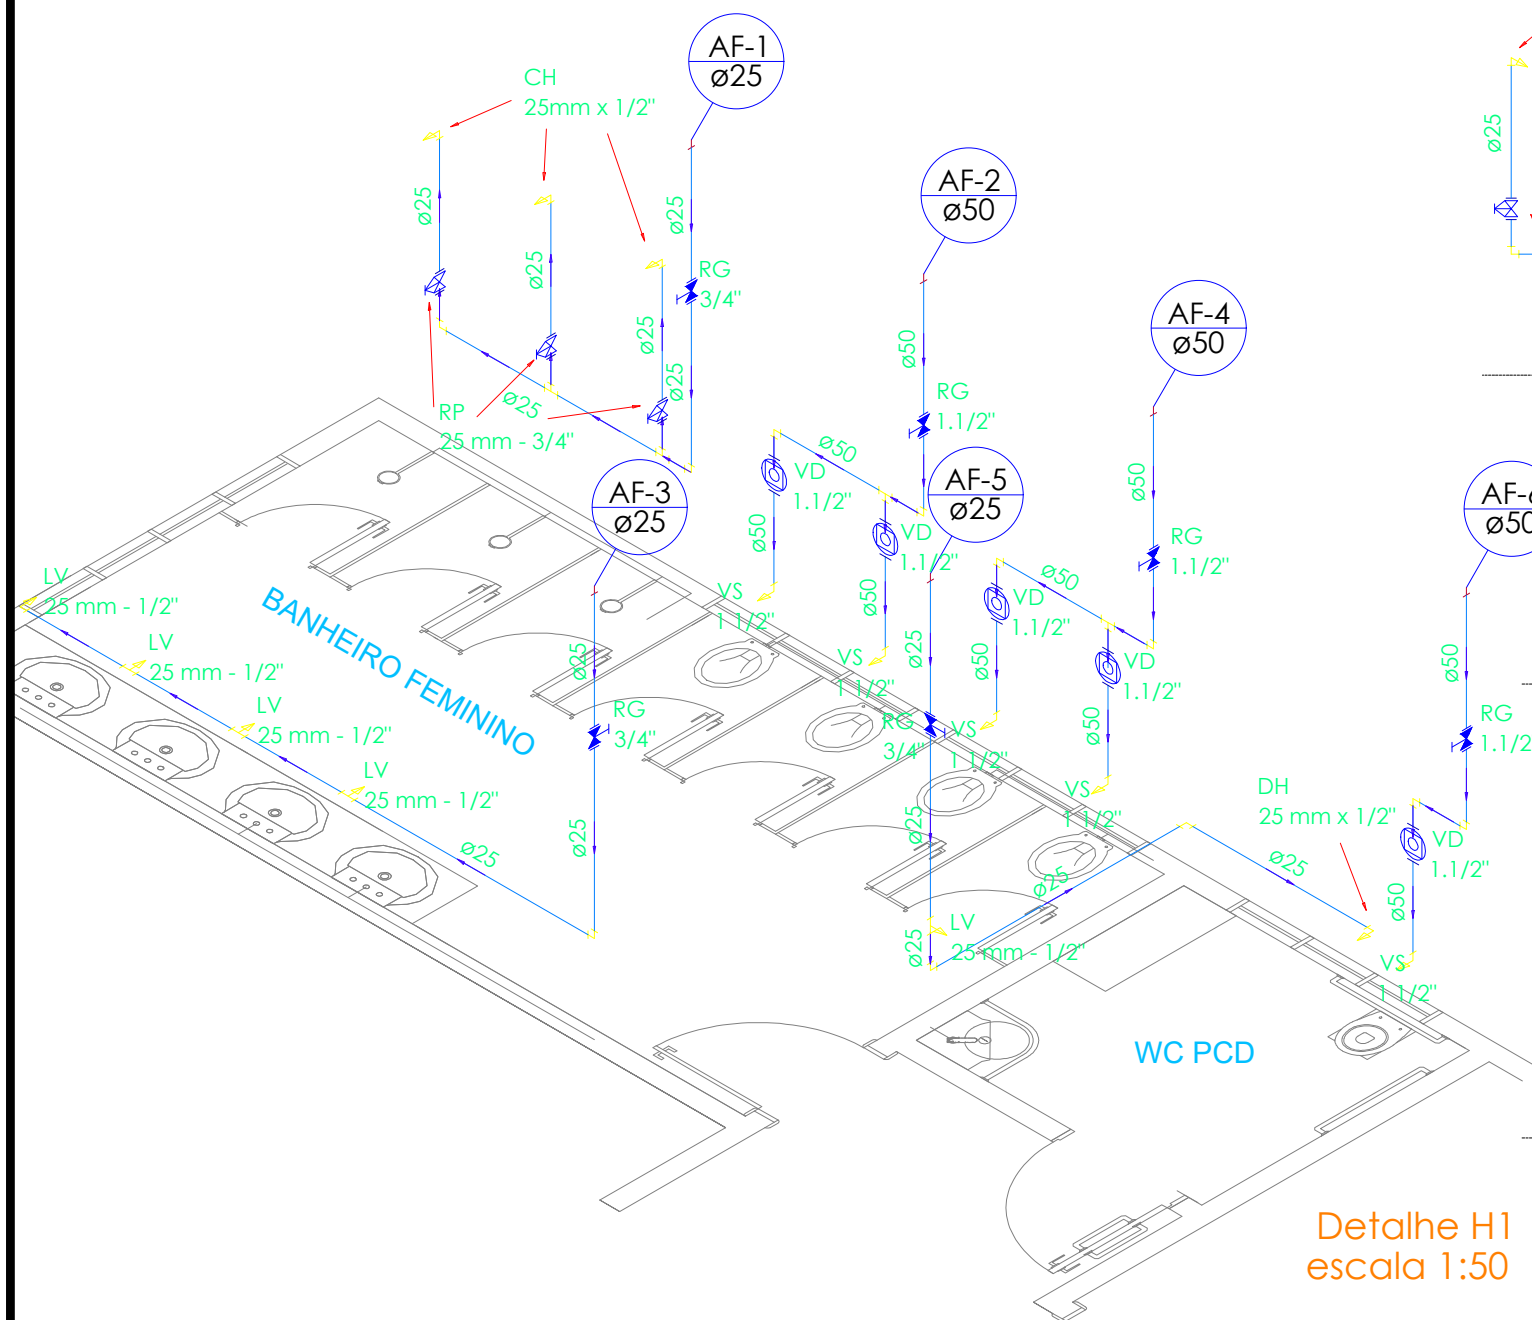 AF-1
ø25
CH
25mm x 1/2"
ø25
ø25
ø25
AF-2
ø50
ø25
RG
3/4"
ø25
ø25
AF-4
ø50
ø25
ø50
RG
1.1/2"
RP
25 mm - 3/4"
ø50
AF-3
ø25
VD
1.1/2"
AF-5
ø25
ø50
AF-6
ø50
ø50
VD
1.1/2"
RG
1.1/2"
LV
25 mm - 1/2"
BANHEIRO FEMININO
VS
1 1/2"
ø50
ø50
VD
1.1/2"
LV
25 mm - 1/2"
ø25
VS
1 1/2"
ø25
ø50
VD
1.1/2"
ø50
LV
25 mm - 1/2"
RG
3/4"
RG
3/4"
VS
1 1/2"
ø50
RG
1.1/2
LV
25 mm - 1/2"
VS
1 1/2"
DH
25 mm x 1/2"
ø25
ø25
ø25
ø25
ø25
VD
1.1/2"
ø50
LV
25 mm - 1/2"
ø25
VS
1 1/2"
WC PCD
Detalhe H1
escala 1:50